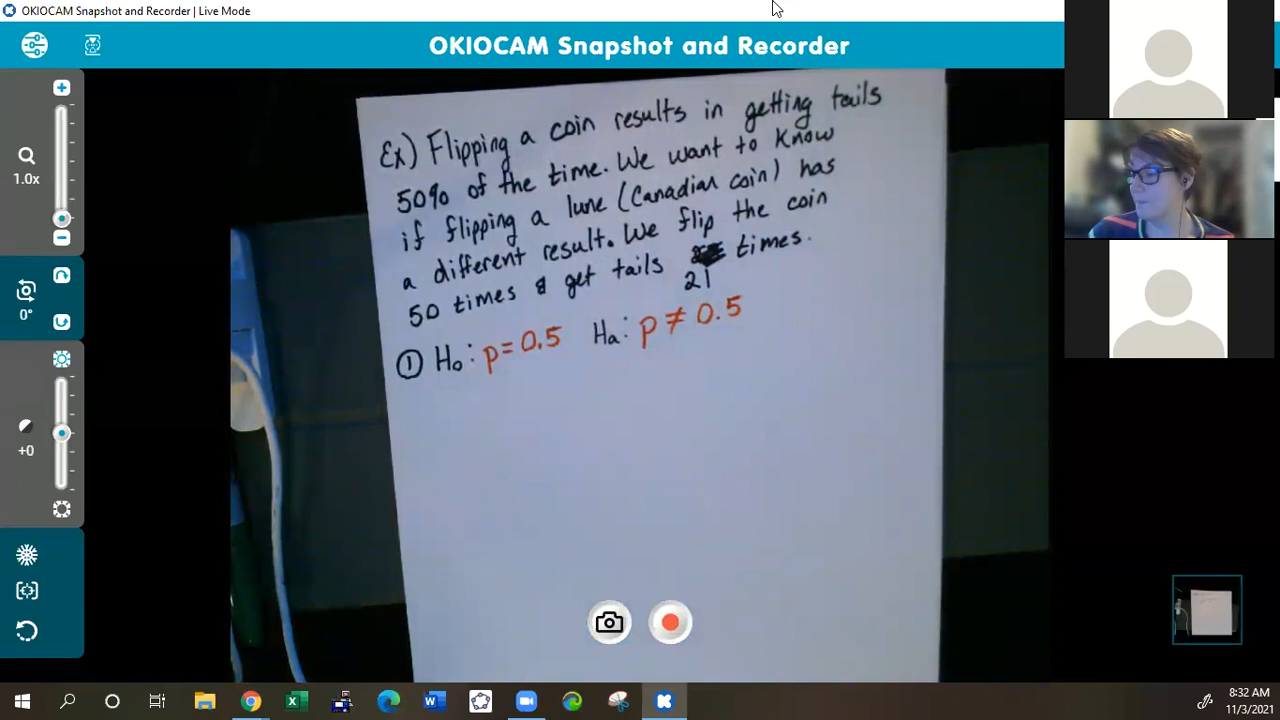 OKIOCAM Snapshot and Recorder | Live Mode
OKIOCAM Snapshot and Recorder
1.0x
0°
+0
Ex) Flipping a coin results in getting tails
50% of the time. We want to know
if flipping a lune (Canadian coin) has
a different result. We flip the coin
50 times & get tails times.
21
① H₀: p = 0.5 Hₐ: p ≠ 0.5
8:32 AM
11/3/2021